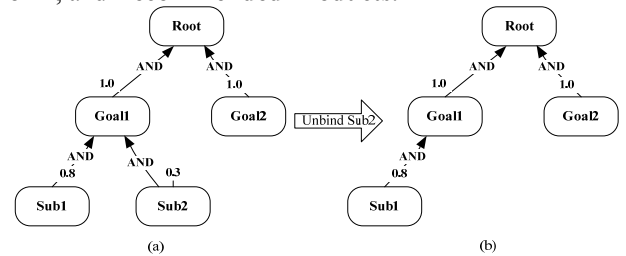 Root
AND
AND
1.0
1.0
Goal1
Goal2
AND
AND
0.8
0.3
Sub1
Sub2
(a)
Unbind Sub2
Root
AND
AND
1.0
1.0
Goal1
Goal2
AND
0.8
Sub1
(b)